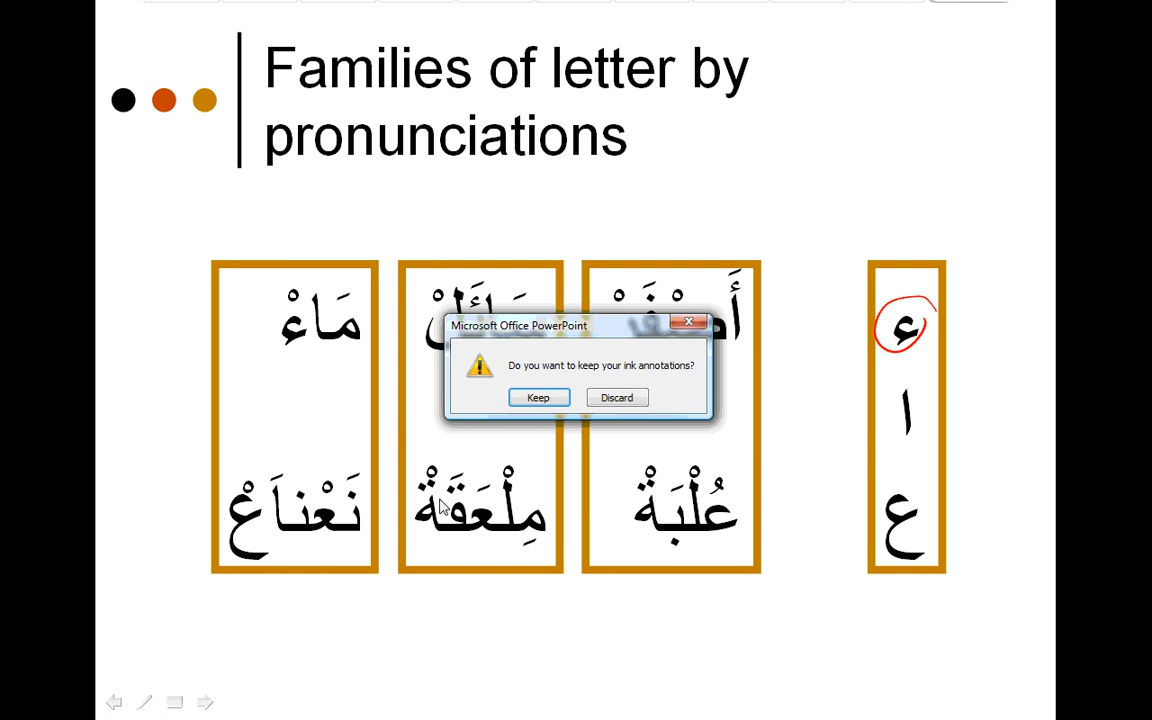 Families of letter by
pronunciations
ء
مَاءْ
Microsoft Office PowerPoint
Do you want to keep your ink annotations?
Keep
Discard
ا
ع
عُلْبَةْ
مِلْعَقَةْ
نَعْناَعْ